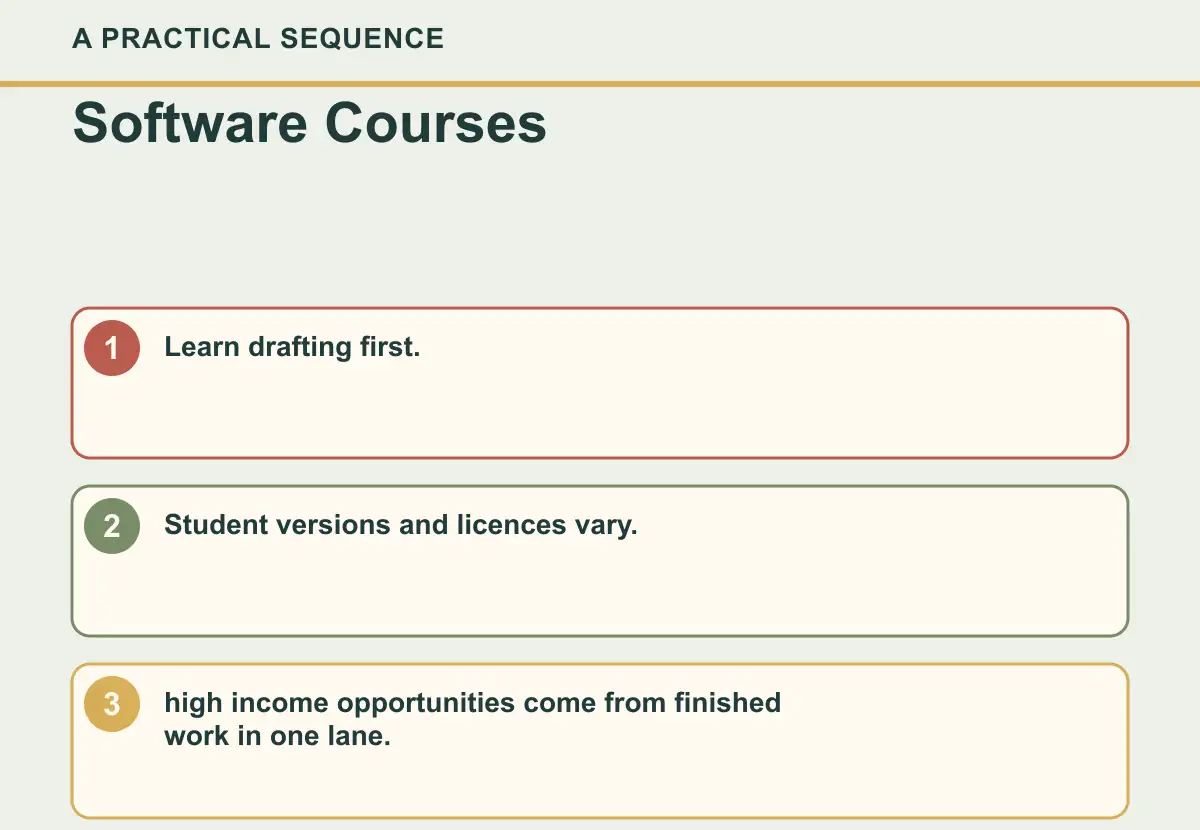 A PRACTICAL SEQUENCE
Software Courses
1
Learn drafting first.
2
Student versions and licences vary.
3
high income opportunities come from finished
work in one lane.